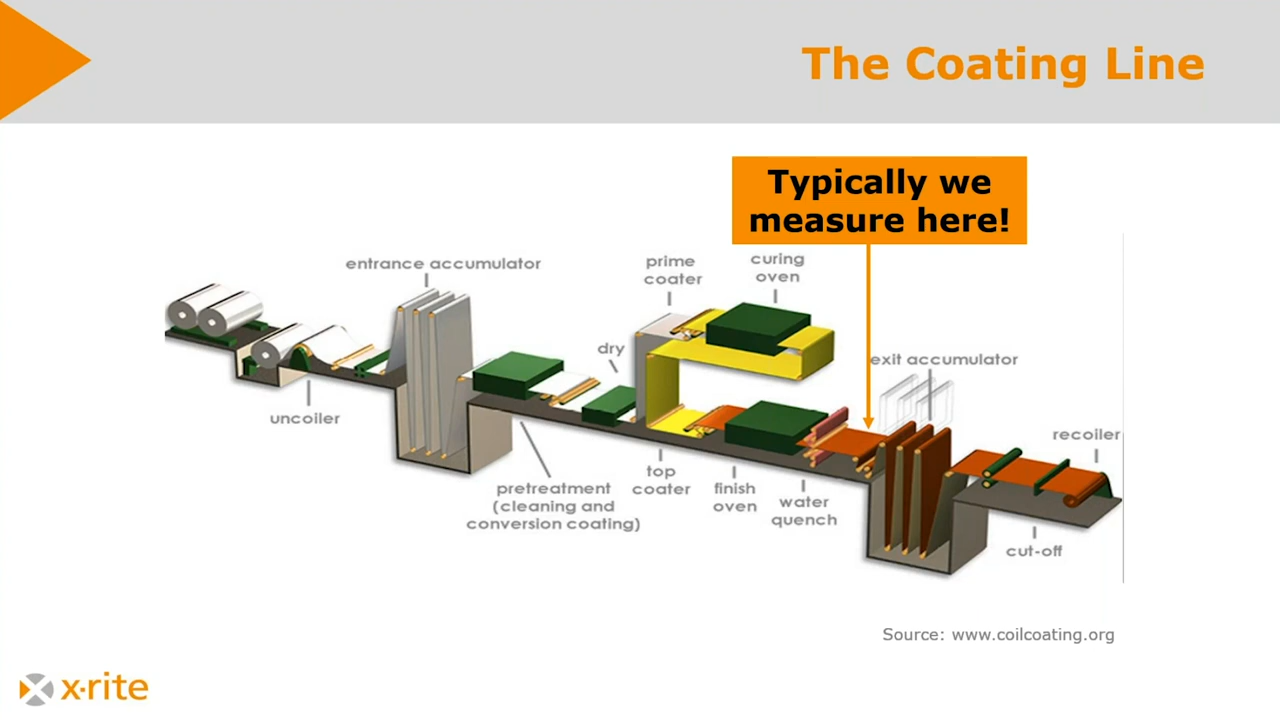 The Coating Line
Typically we
measure here!
entrance accumulator
prime
coater
curing
oven
dry
exit accumulator
uncoiler
recoiler
pretreatment
(cleaning and
conversion coating)
top
coater
finish
oven
water
quench
cut-off
Source: www.coilcoating.org
x·rite